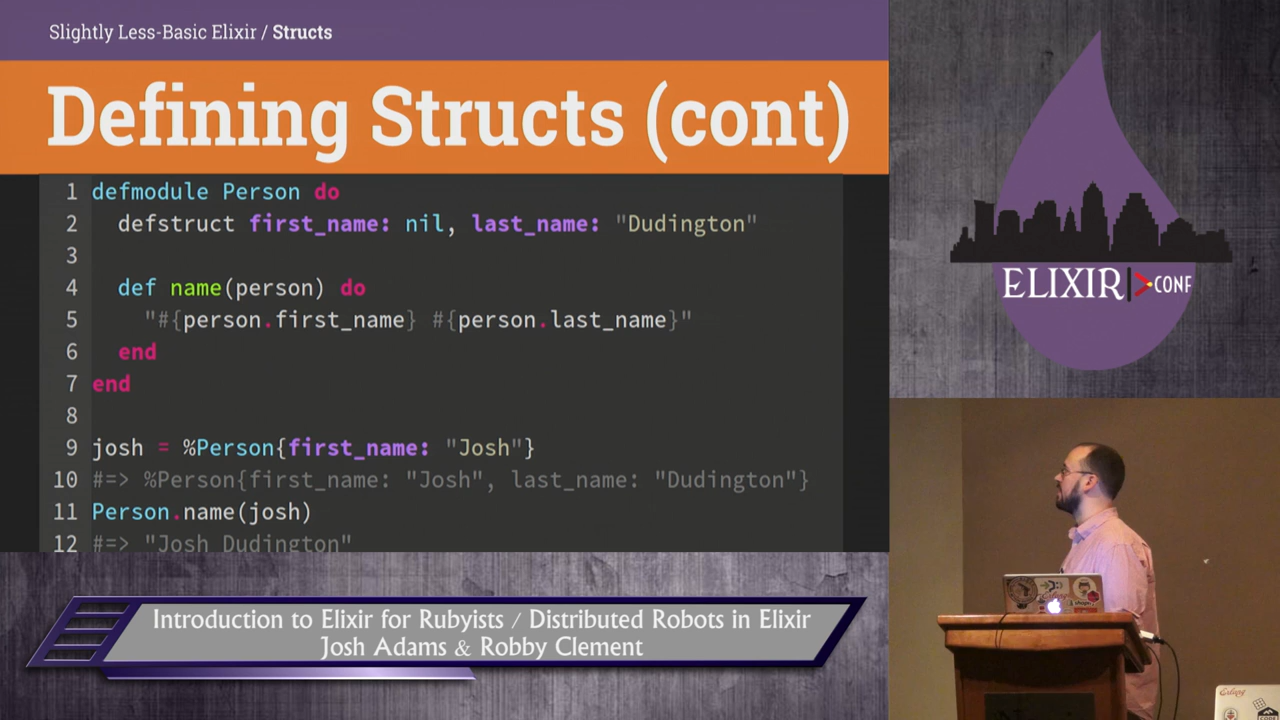 Slightly Less-Basic Elixir / Structs
Defining Structs (cont)
1 defmodule Person do
2   defstruct first_name: nil, last_name: "Dudington"
3
4   def name(person) do
5     "#{person.first_name} #{person.last_name}"
6   end
7 end
8
9 josh = %Person{first_name: "Josh"}
10 #=> %Person{first_name: "Josh", last_name: "Dudington"}
11 Person.name(josh)
12 #=> "Josh Dudington"
ELIXIR CONF
Introduction to Elixir for Rubyists / Distributed Robots in Elixir
Josh Adams & Robby Clement
Erlang